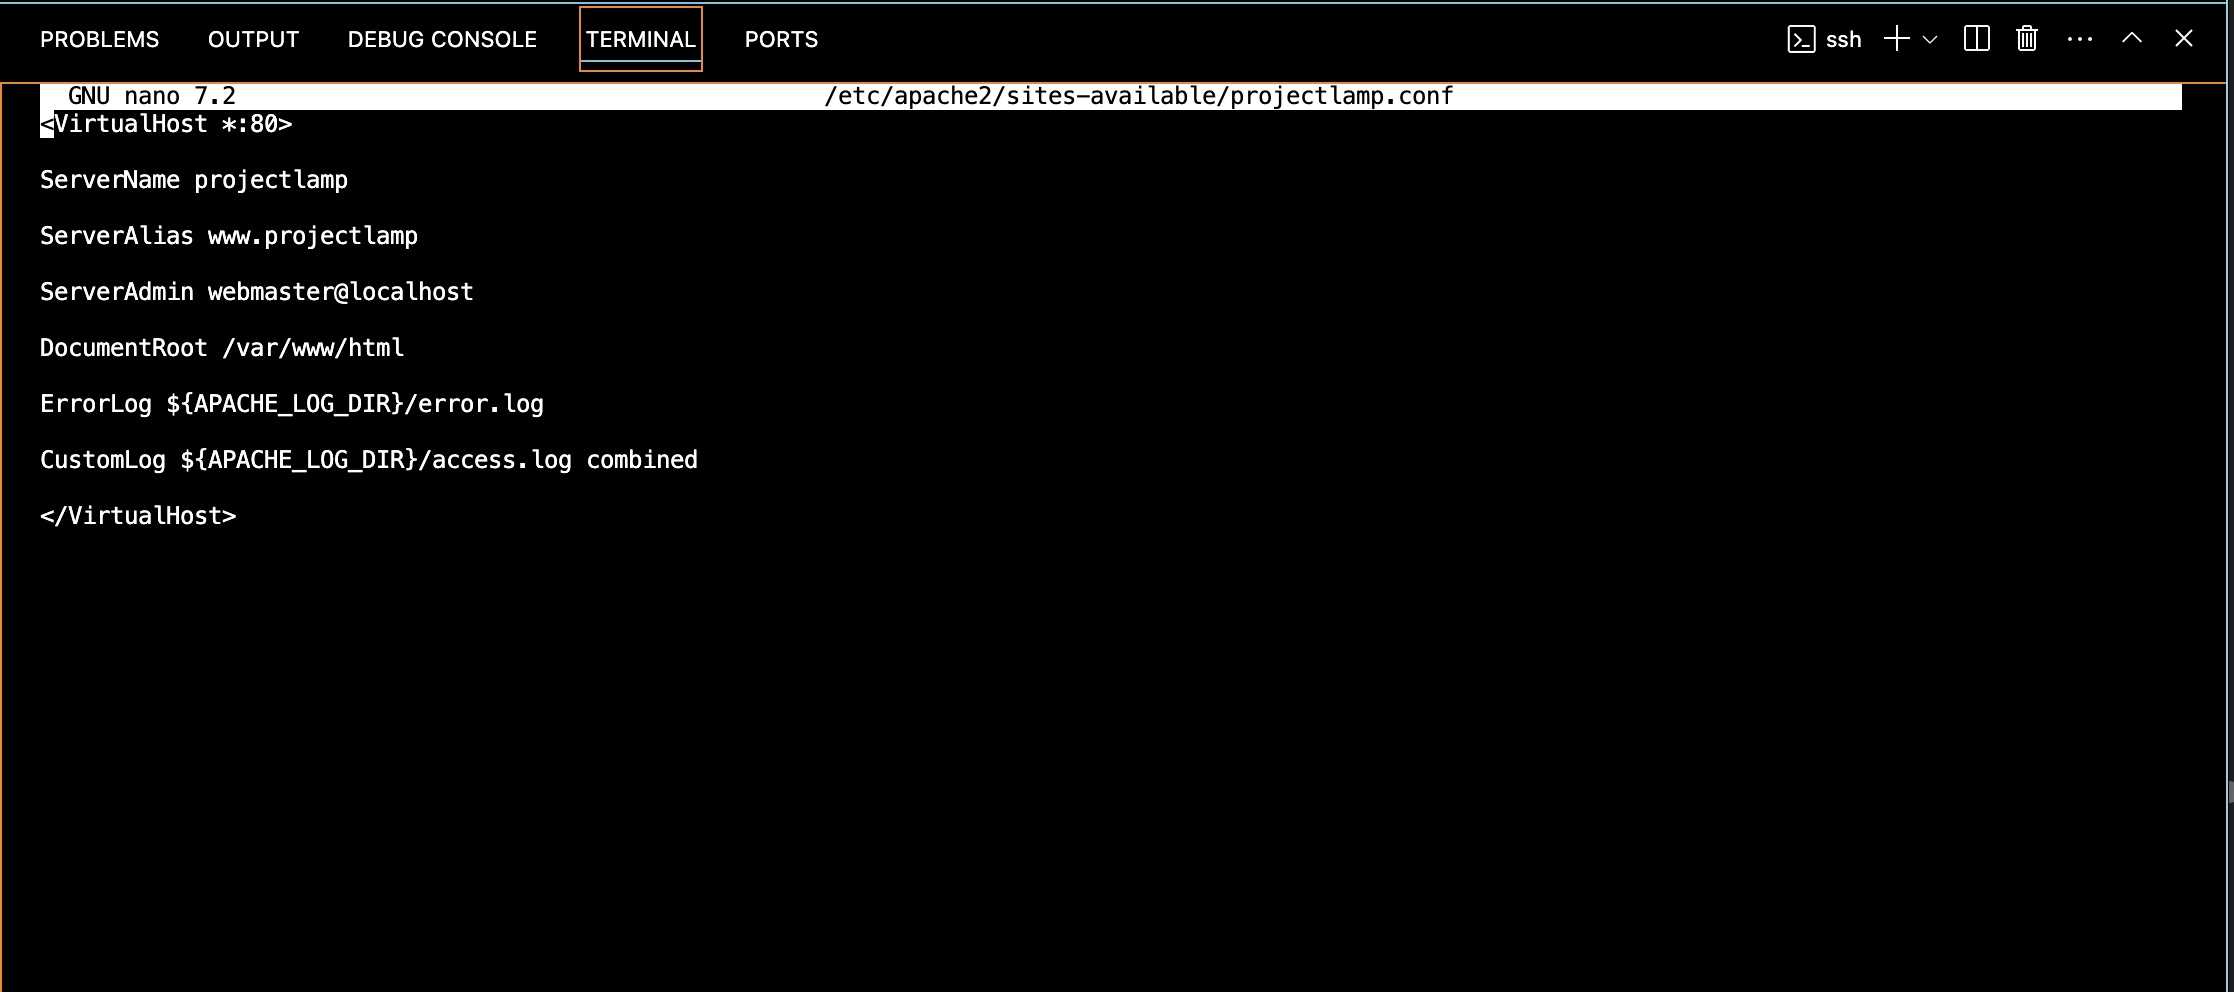 PROBLEMS OUTPUT DEBUG CONSOLE TERMINAL PORTS ssh
GNU nano 7.2 /etc/apache2/sites-available/projectlamp.conf
<VirtualHost *:80>
ServerName projectlamp
ServerAlias www.projectlamp
ServerAdmin webmaster@localhost
DocumentRoot /var/www/html
ErrorLog ${APACHE_LOG_DIR}/error.log
CustomLog ${APACHE_LOG_DIR}/access.log combined
</VirtualHost>